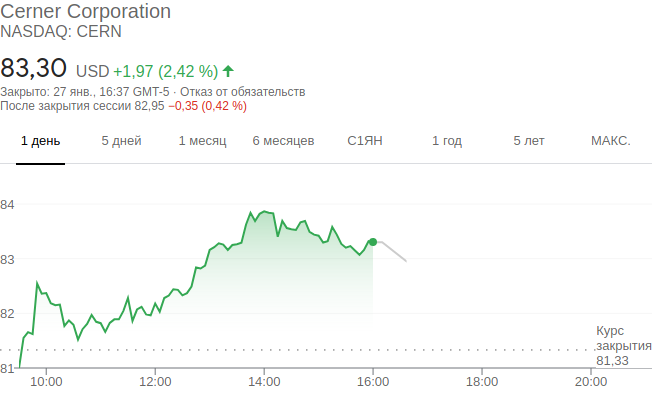 Cerner Corporation
NASDAQ: CERN
83,30 USD +1,97 (2,42 %)
Закрыто: 27 янв., 16:37 GMT-5 · Отказ от обязательств
После закрытия сессии 82,95 −0,35 (0,42 %)
1 день 5 дней 1 месяц 6 месяцев С1ЯН 1 год 5 лет МАКС.
84
83
82
81
Курс
закрытия
81,33
10:00 12:00 14:00 16:00 18:00 20:00